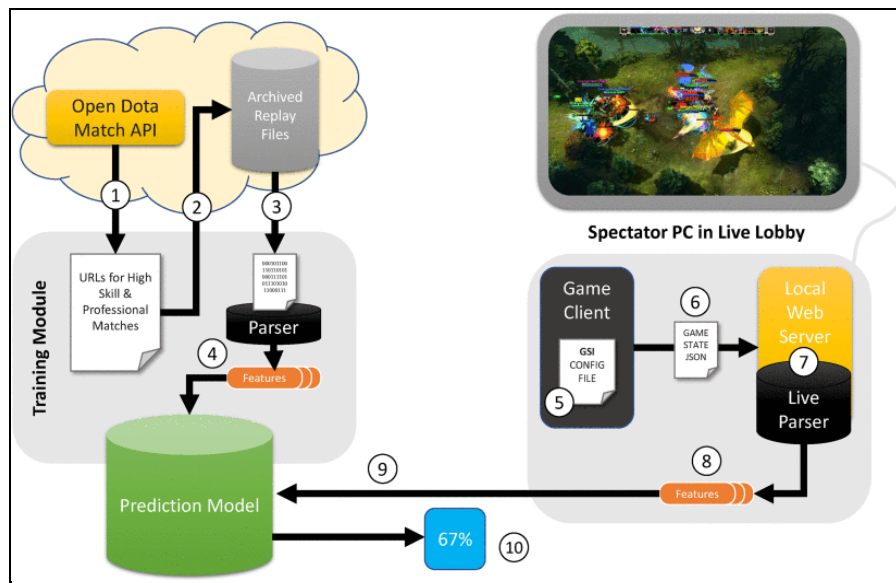 Open Dota
Match API
Archived
Replay
Files
1
2
3
Training Module
URLs for High
Skill &
Professional
Matches
Parser
4
Features
Prediction Model
Spectator PC in Live Lobby
Game
Client
GSI
CONFIG
FILE
5
6
GAME
STATE
JSON
Local
Web
Server
7
Live
Parser
8
Features
9
67%
10